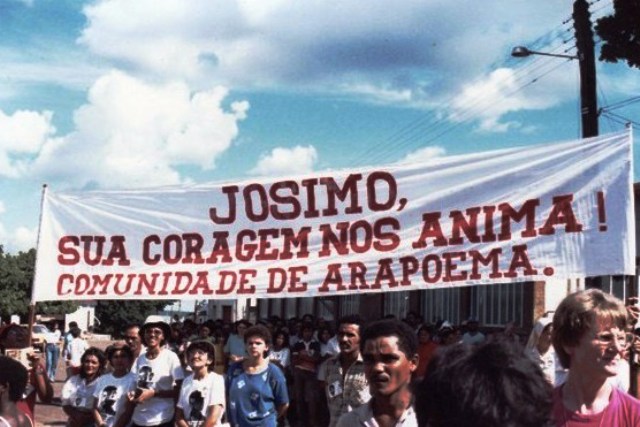 JOSIMO,
SUA CORAGEM NOS ANIMA!
COMUNIDADE DE ARAPOEMA.